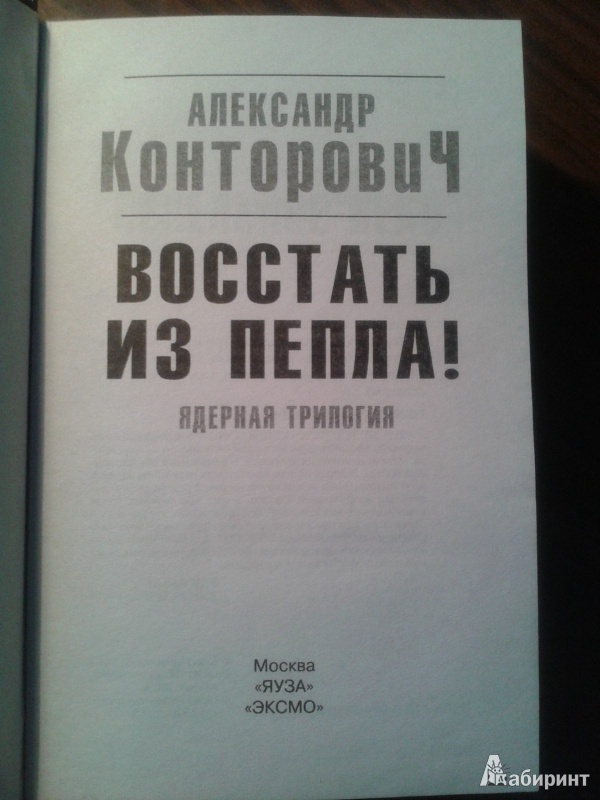 АЛЕКСАНДР
КОНТОРОВиЧ
ВОССТАТЬ
ИЗ ПЕПЛА!
ЯДЕРНАЯ ТРИЛОГИЯ
Москва
«ЯУЗА»
«ЭКСМО»
Лабиринт